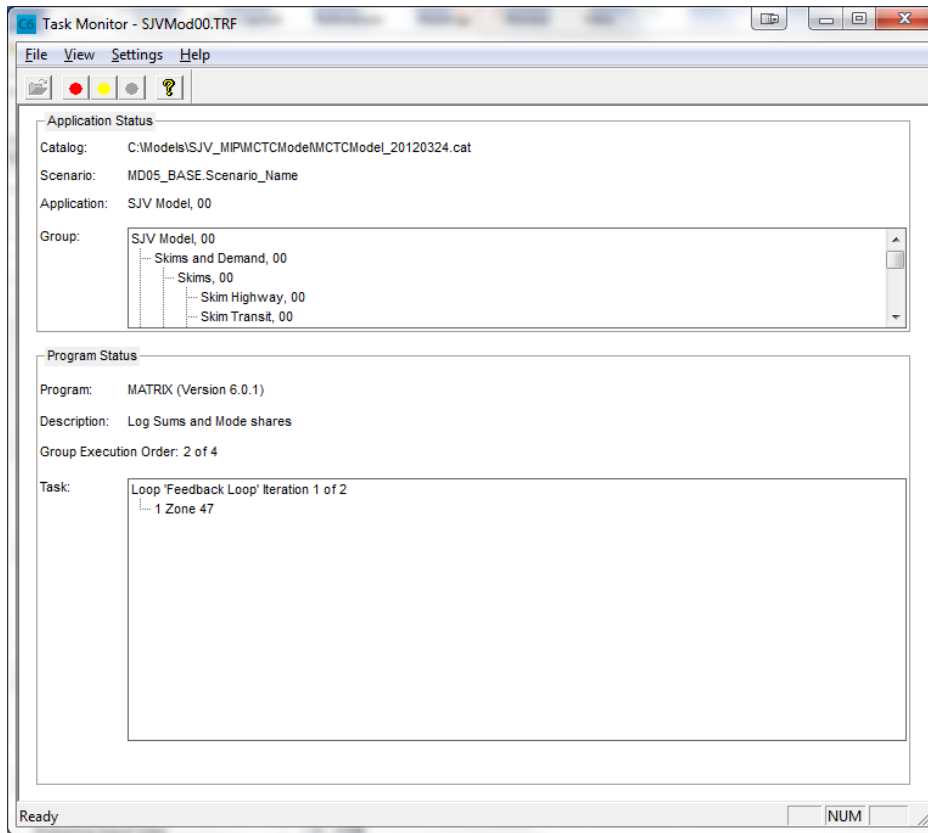 C6 Task Monitor - SJVMod00.TRF
File View Settings Help
?
Application Status
Catalog: C:\Models\SJV_MIP\MCTCModel\MCTCModel_20120324.cat
Scenario: MD05_BASE.Scenario_Name
Application: SJV Model, 00
Group: SJV Model, 00
Skims and Demand, 00
Skims, 00
Skim Highway, 00
Skim Transit, 00
Program Status
Program: MATRIX (Version 6.0.1)
Description: Log Sums and Mode shares
Group Execution Order: 2 of 4
Task: Loop 'Feedback Loop' Iteration 1 of 2
1 Zone 47
Ready NUM